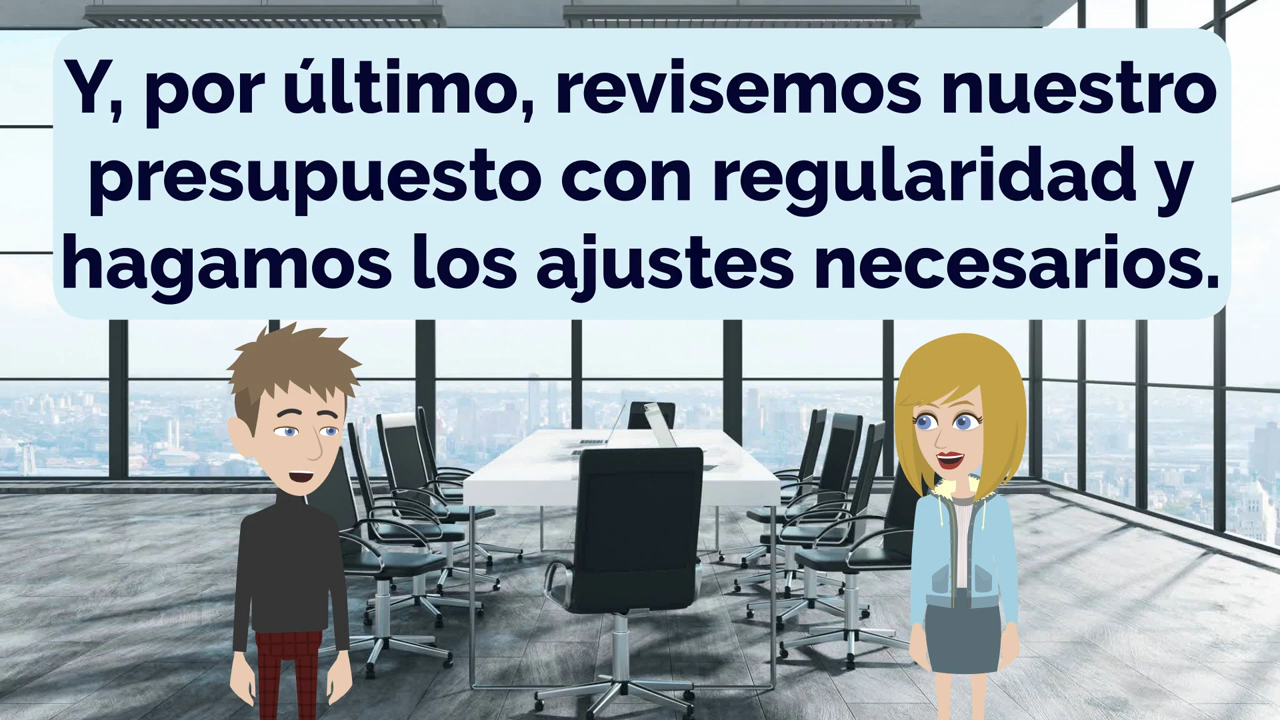 Y, por último, revisemos nuestro
presupuesto con regularidad y
hagamos los ajustes necesarios.